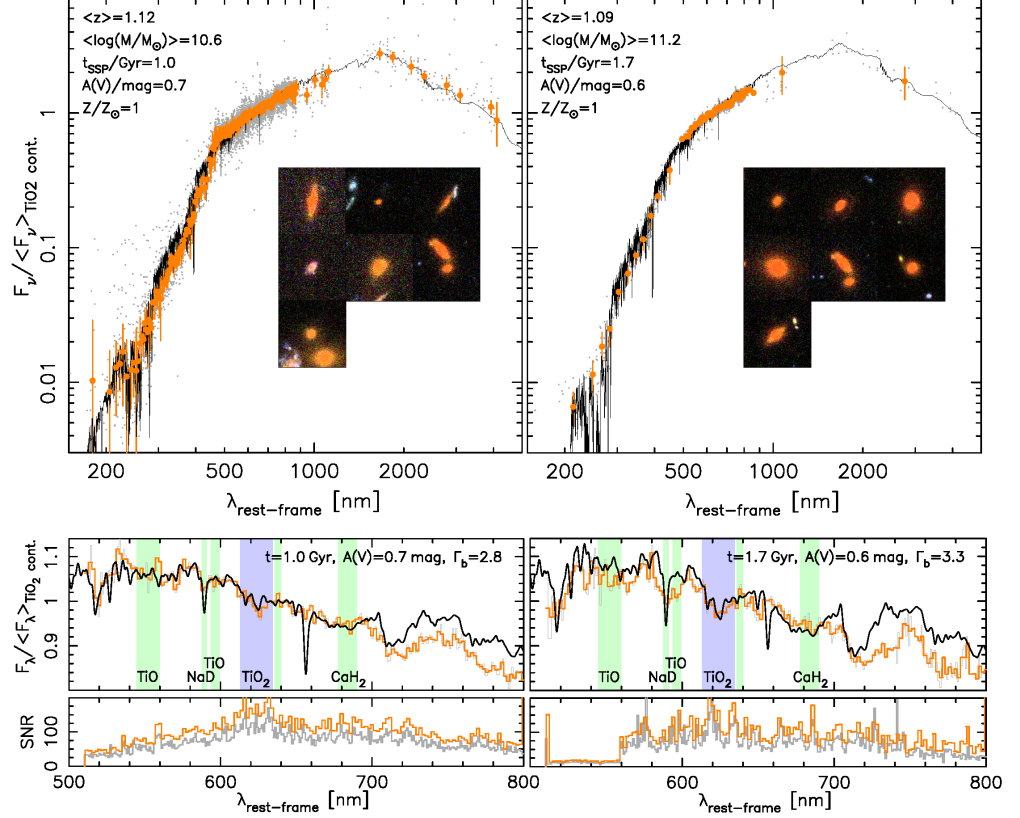 <z>=1.12
<log(M/M⊙)>=10.6
t_SSP/Gyr=1.0
A(V)/mag=0.7
Z/Z⊙=1
<z>=1.09
<log(M/M⊙)>=11.2
t_SSP/Gyr=1.7
A(V)/mag=0.6
Z/Z⊙=1
F_ν/<F_ν>_TiO2 cont.
1
0.1
0.01
200 500 1000 2000
200 500 1000 2000
λ_rest-frame [nm]
λ_rest-frame [nm]
F_λ/<F_λ>_TiO₂ cont.
1.1
1
0.9
t=1.0 Gyr, A(V)=0.7 mag, Γ_b=2.8
TiO
NaD
TiO
TiO₂
CaH₂
t=1.7 Gyr, A(V)=0.6 mag, Γ_b=3.3
TiO
NaD
TiO
TiO₂
CaH₂
SNR
100
0
500 600 700 800
600 700 800
λ_rest-frame [nm]
λ_rest-frame [nm]